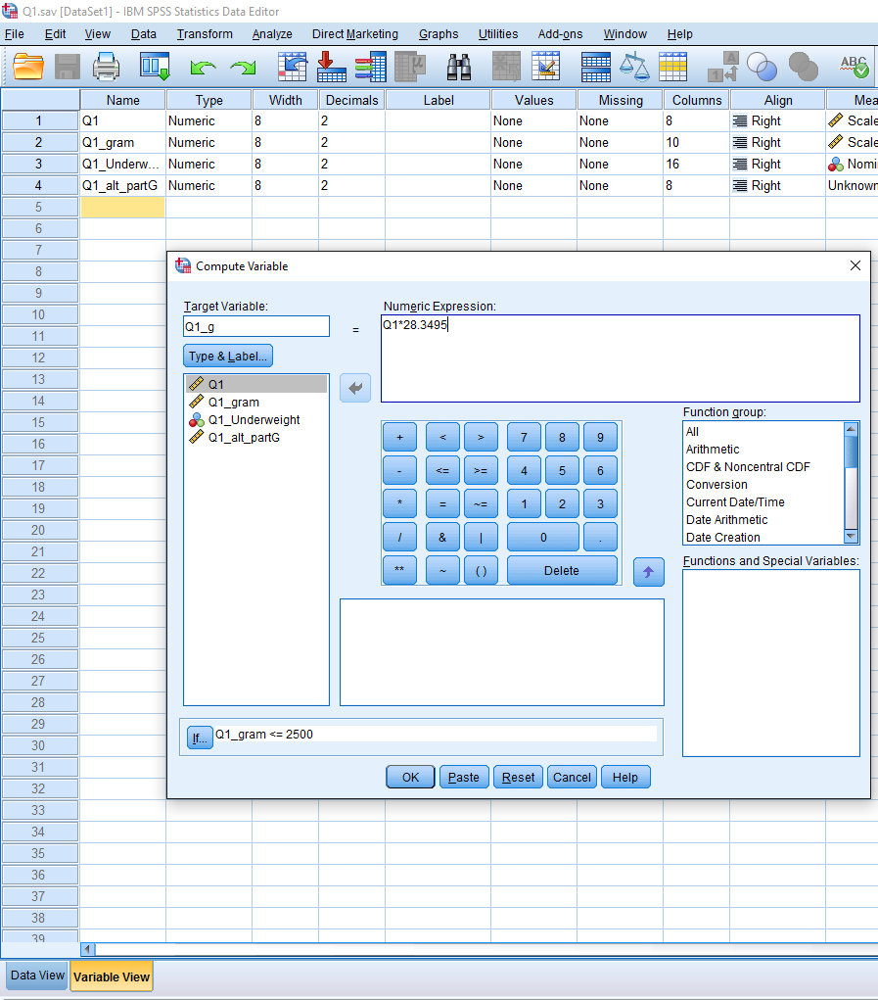 Q1.sav [DataSet1] - IBM SPSS Statistics Data Editor
File Edit View Data Transform Analyze Direct Marketing Graphs Utilities Add-ons Window Help
1 A 14 ABC
Name Type Width Decimals Label Values Missing Columns Align Mea
1 Q1 Numeric 8 2 None None 8 Right Scale
2 Q1_gram Numeric 8 2 None None 10 Right Scale
3 Q1_Underw... Numeric 8 2 None None 16 Right Nomi
4 Q1_alt_partG Numeric 8 2 None None 8 Right Unknown
5
6
7
8
9
10
11
12
13
14
15
16
17
18
19
20
21
22
23
24
25
26
27
28
29
30
31
32
33
34
35
36
37
38
39
Compute Variable
Target Variable:
Q1_g
=
Numeric Expression:
Q1*28.3495
Type & Label...
Q1
Q1_gram
Q1_Underweight
Q1_alt_partG
+ < > 7 8 9
- <= >= 4 5 6
* = ~= 1 2 3
/ & | 0 .
** ~ ( ) Delete
Function group:
All
Arithmetic
CDF & Noncentral CDF
Conversion
Current Date/Time
Date Arithmetic
Date Creation
Functions and Special Variables:
If... Q1_gram <= 2500
OK Paste Reset Cancel Help
Data View Variable View